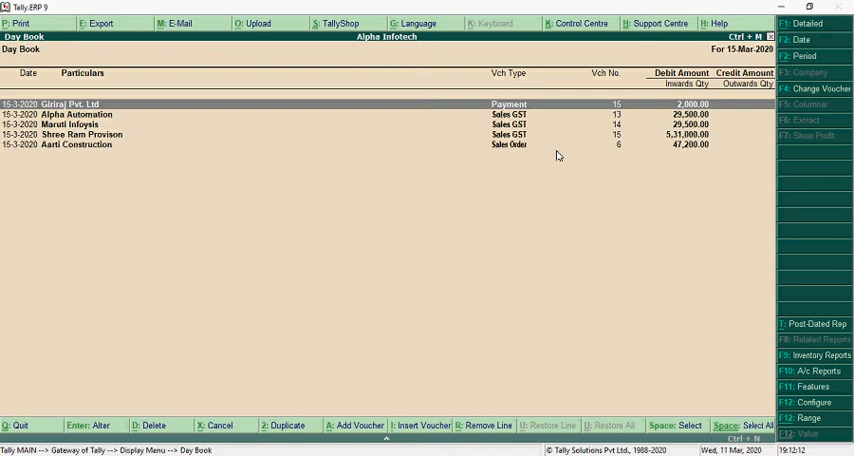 Tally.ERP 9
P: Print E: Export M: E-Mail O: Upload S: TallyShop G: Language K: Keyboard K: Control Centre H: Support Centre H: Help
Day Book Alpha Infotech Ctrl + M
Day Book For 15-Mar-2020
Date Particulars Vch Type Vch No. Debit Amount Credit Amount
Inwards Qty Outwards Qty
15-3-2020 Giriraj Pvt. Ltd Payment 15 2,000.00
15-3-2020 Alpha Automation Sales GST 13 29,500.00
15-3-2020 Maruti Infoysis Sales GST 14 29,500.00
15-3-2020 Shree Ram Provison Sales GST 15 5,31,000.00
15-3-2020 Aarti Construction Sales Order 6 47,200.00
F1: Detailed
F2: Date
F2: Period
F3: Company
F4: Change Voucher
F5: Columnar
F6: Extract
F7: Show Profit
T: Post-Dated Rep
F8: Related Reports
F9: Inventory Reports
F10: A/c Reports
F11: Features
F12: Configure
F12: Range
F12: Value
Q: Quit Enter: Alter D: Delete X: Cancel 2: Duplicate A: Add Voucher I: Insert Voucher R: Remove Line U: Restore Line U: Restore All Space: Select Space: Select All
Ctrl + N
Tally MAIN --> Gateway of Tally --> Display Menu --> Day Book © Tally Solutions Pvt Ltd., 1988-2020 Wed, 11 Mar, 2020 19:12:12